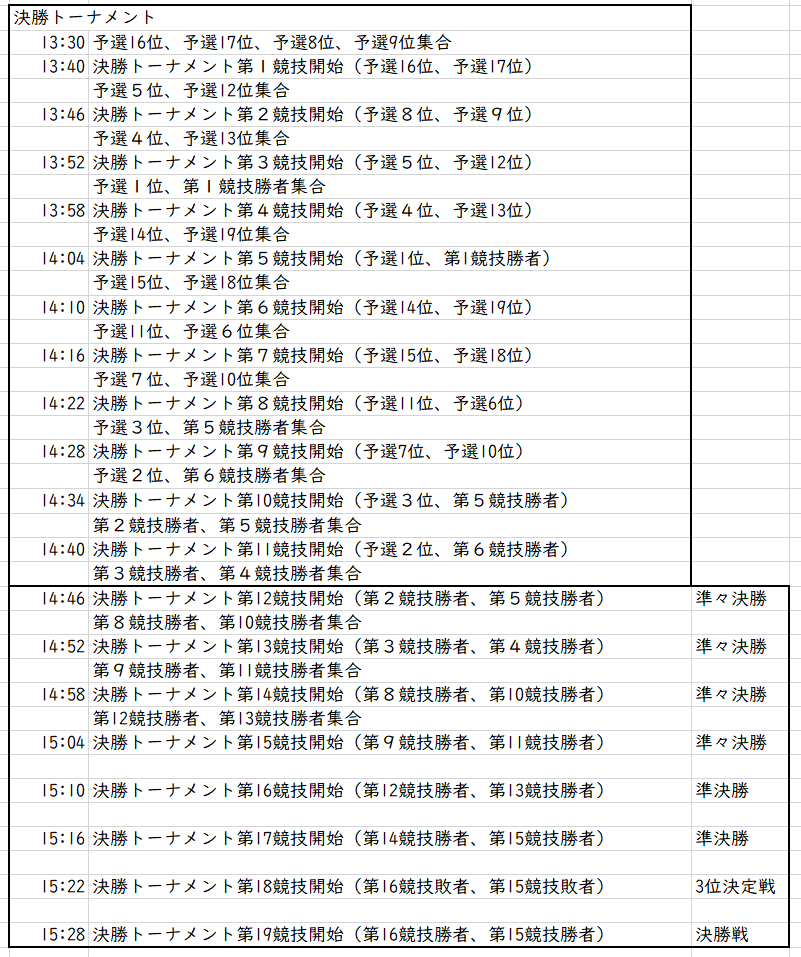 決勝トーナメント
13:30 予選16位、予選17位、予選8位、予選9位集合
13:40 決勝トーナメント第１競技開始（予選16位、予選17位）
予選５位、予選12位集合
13:46 決勝トーナメント第２競技開始（予選８位、予選９位）
予選４位、予選13位集合
13:52 決勝トーナメント第３競技開始（予選５位、予選12位）
予選１位、第１競技勝者集合
13:58 決勝トーナメント第４競技開始（予選４位、予選13位）
予選14位、予選19位集合
14:04 決勝トーナメント第５競技開始（予選1位、第1競技勝者）
予選15位、予選18位集合
14:10 決勝トーナメント第６競技開始（予選14位、予選19位）
予選11位、予選６位集合
14:16 決勝トーナメント第７競技開始（予選15位、予選18位）
予選７位、予選10位集合
14:22 決勝トーナメント第８競技開始（予選11位、予選6位）
予選３位、第５競技勝者集合
14:28 決勝トーナメント第９競技開始（予選7位、予選10位）
予選２位、第６競技勝者集合
14:34 決勝トーナメント第10競技開始（予選３位、第５競技勝者）
第２競技勝者、第５競技勝者集合
14:40 決勝トーナメント第11競技開始（予選２位、第６競技勝者）
第３競技勝者、第４競技勝者集合
14:46 決勝トーナメント第12競技開始（第２競技勝者、第５競技勝者） 準々決勝
第８競技勝者、第10競技勝者集合
14:52 決勝トーナメント第13競技開始（第３競技勝者、第４競技勝者） 準々決勝
第９競技勝者、第11競技勝者集合
14:58 決勝トーナメント第14競技開始（第８競技勝者、第10競技勝者） 準々決勝
第12競技勝者、第13競技勝者集合
15:04 決勝トーナメント第15競技開始（第９競技勝者、第11競技勝者） 準々決勝
15:10 決勝トーナメント第16競技開始（第12競技勝者、第13競技勝者） 準決勝
15:16 決勝トーナメント第17競技開始（第14競技勝者、第15競技勝者） 準決勝
15:22 決勝トーナメント第18競技開始（第16競技敗者、第15競技敗者） 3位決定戦
15:28 決勝トーナメント第19競技開始（第16競技勝者、第15競技勝者） 決勝戦